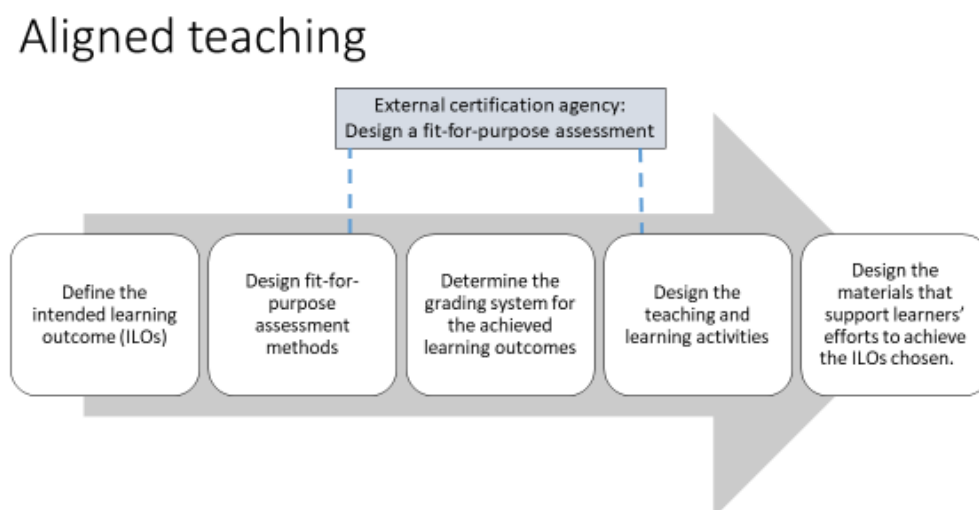 Aligned teaching
External certification agency:
Design a fit-for-purpose assessment
Define the
intended learning
outcome (ILOs)
Design fit-for-
purpose
assessment
methods
Determine the
grading system for
the achieved
learning outcomes
Design the
teaching and
learning activities
Design the
materials that
support learners'
efforts to achieve
the ILOs chosen.